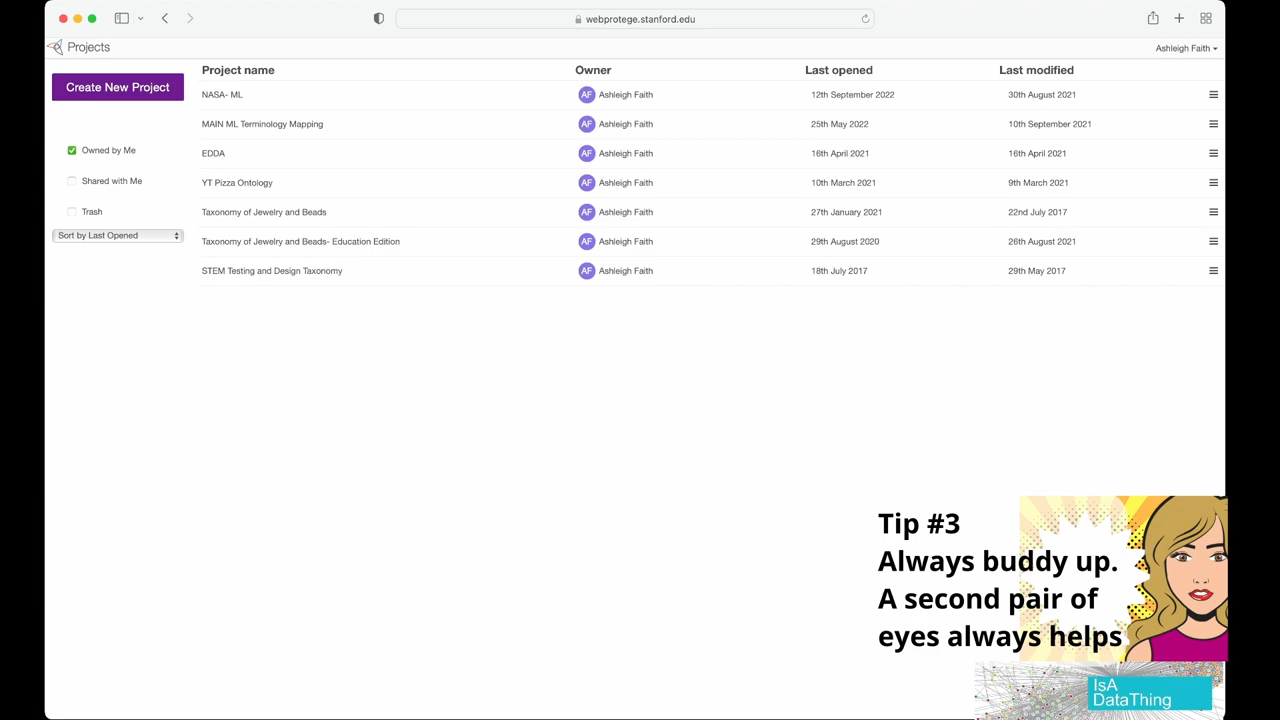 webprotege.stanford.edu
Projects
Ashleigh Faith
Create New Project
Owned by Me
Shared with Me
Trash
Sort by Last Opened
Project name Owner Last opened Last modified
NASA- ML AF Ashleigh Faith 12th September 2022 30th August 2021
MAIN ML Terminology Mapping AF Ashleigh Faith 25th May 2022 10th September 2021
EDDA AF Ashleigh Faith 16th April 2021 16th April 2021
YT Pizza Ontology AF Ashleigh Faith 10th March 2021 9th March 2021
Taxonomy of Jewelry and Beads AF Ashleigh Faith 27th January 2021 22nd July 2017
Taxonomy of Jewelry and Beads- Education Edition AF Ashleigh Faith 29th August 2020 26th August 2021
STEM Testing and Design Taxonomy AF Ashleigh Faith 18th July 2017 29th May 2017
Tip #3
Always buddy up.
A second pair of
eyes always helps
IsA
DataThing